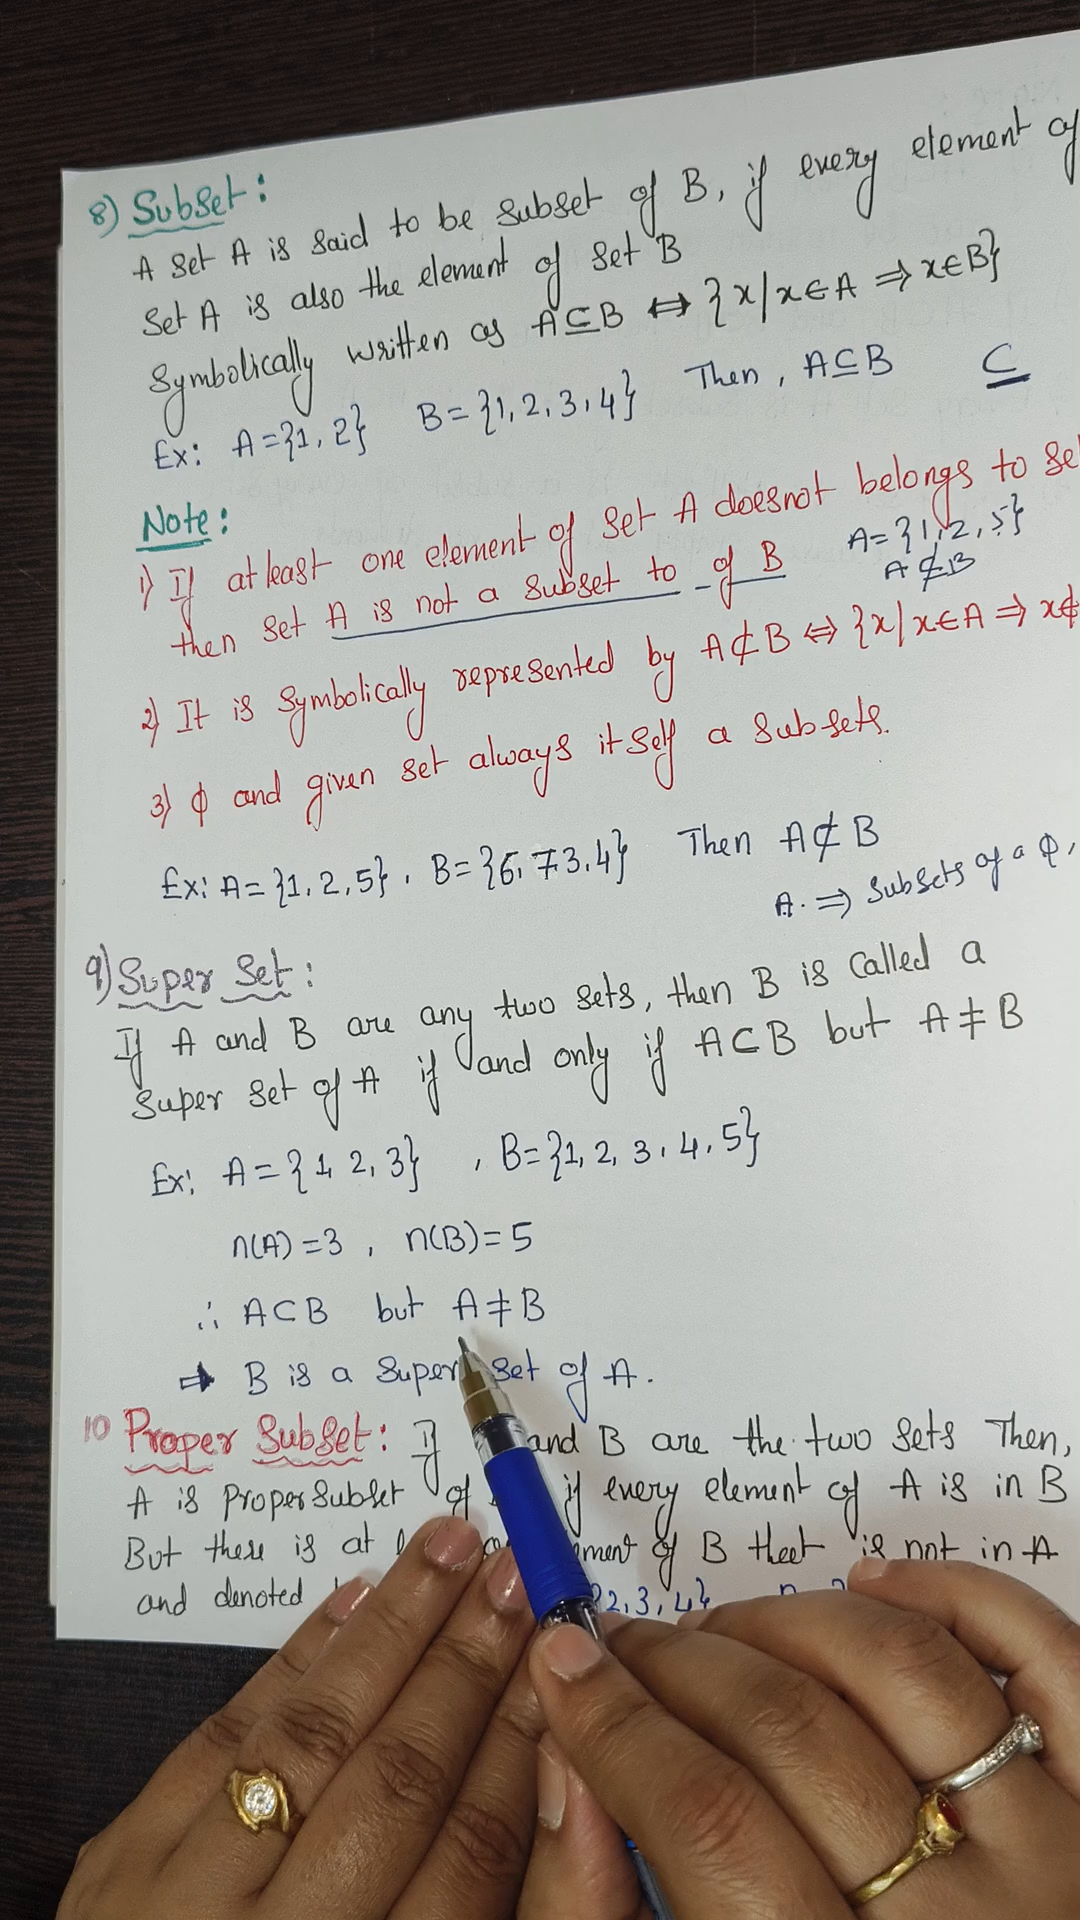 8) Subset:
A set A is said to be subset of B, if every element of
Set A is also the element of set B
Symbolically written as A⊆B ⇔ {x/x∈A ⇒ x∈B}
Ex: A={1, 2} B={1, 2, 3, 4} Then, A⊆B ⊆
Note:
1) If atleast one element of set A doesnot belongs to
then set A is not a subset to - of B
A={1, 2, 5}
A⊄B
2) It is symbolically represented by A⊄B ⇔ {x/x∈A ⇒ x∉
3) ϕ and given set always itself a subsets.
Ex: A={1, 2, 5}, B={6, 7 3, 4} Then A⊄B
A. ⇒ Subsets of a ϕ,
9) Super Set:
If A and B are any two sets, then B is called a
super set of A if and only if A⊂B but A≠B
Ex: A={1, 2, 3}, B={1, 2, 3, 4, 5}
n(A)=3, n(B)=5
∴ A⊂B but A≠B
⇒ B is a super set of A.
10 Proper Subset: If and B are the two sets Then,
A is proper subset of if every element of A is in B
But there is at of B that is not in A
and denoted 2, 3, 4}